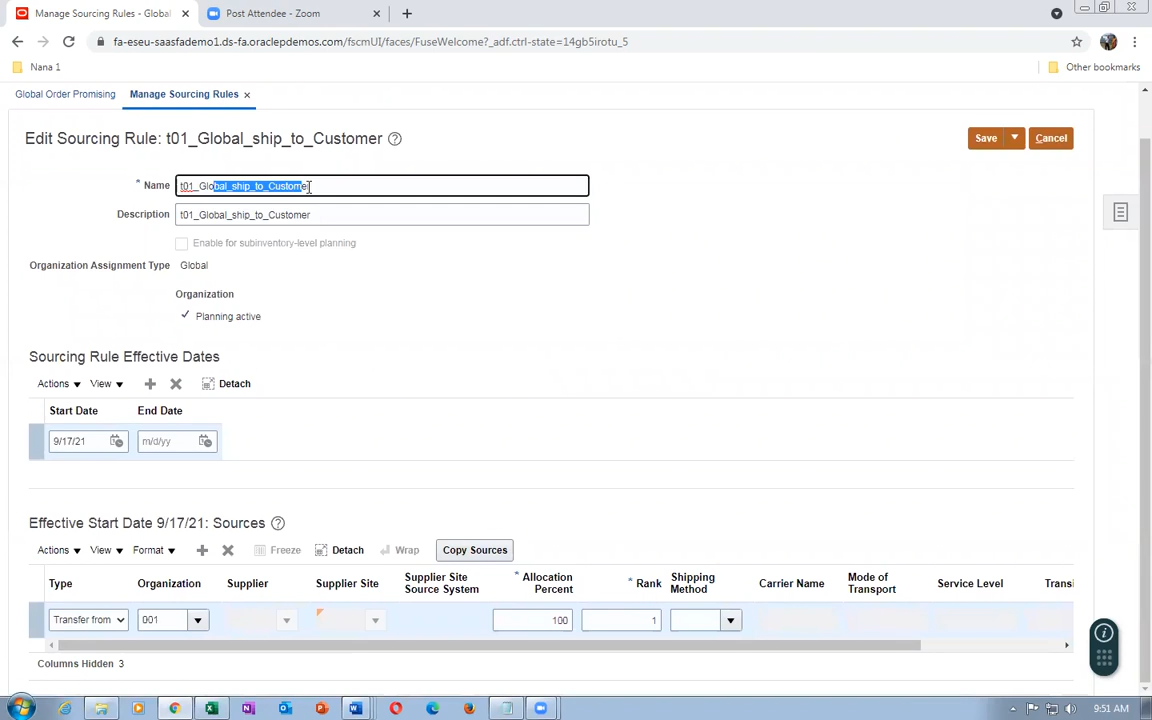 Manage Sourcing Rules - Global × Post Attendee - Zoom × +
fa-eseu-saasfademo1.ds-fa.oraclepdemos.com/fscmUI/faces/FuseWelcome?_adf.ctrl-state=14gb5irotu_5
Nana 1 Other bookmarks
Global Order Promising Manage Sourcing Rules ×
Edit Sourcing Rule: t01_Global_ship_to_Customer ? Save Cancel
* Name t01_Global_ship_to_Customer
Description t01_Global_ship_to_Customer
Enable for subinventory-level planning
Organization Assignment Type Global
Organization
Planning active
Sourcing Rule Effective Dates
Actions View Detach
Start Date End Date
9/17/21 m/d/yy
Effective Start Date 9/17/21: Sources ?
Actions View Format Freeze Detach Wrap Copy Sources
Type Organization Supplier Supplier Site Supplier Site Source System * Allocation Percent * Rank Shipping Method Carrier Name Mode of Transport Service Level Transi
Transfer from 001 100 1
Columns Hidden 3
9:51 AM